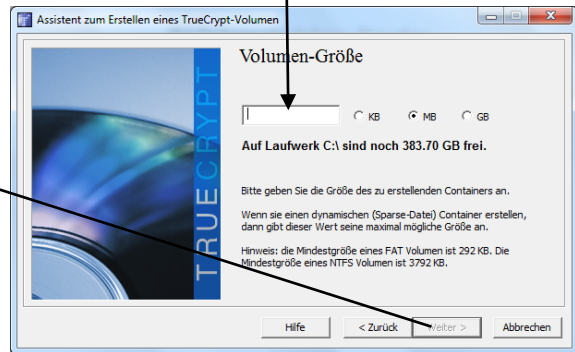 Assistent zum Erstellen eines TrueCrypt-Volumen
TRUECRYPT
Volumen-Größe
KB MB GB
Auf Laufwerk C:\ sind noch 383.70 GB frei.
Bitte geben Sie die Größe des zu erstellenden Containers an.
Wenn sie einen dynamischen (Sparse-Datei) Container erstellen,
dann gibt dieser Wert seine maximal mögliche Größe an.
Hinweis: die Mindestgröße eines FAT Volumen ist 292 KB. Die
Mindestgröße eines NTFS Volumen ist 3792 KB.
Hilfe < Zurück Weiter > Abbrechen